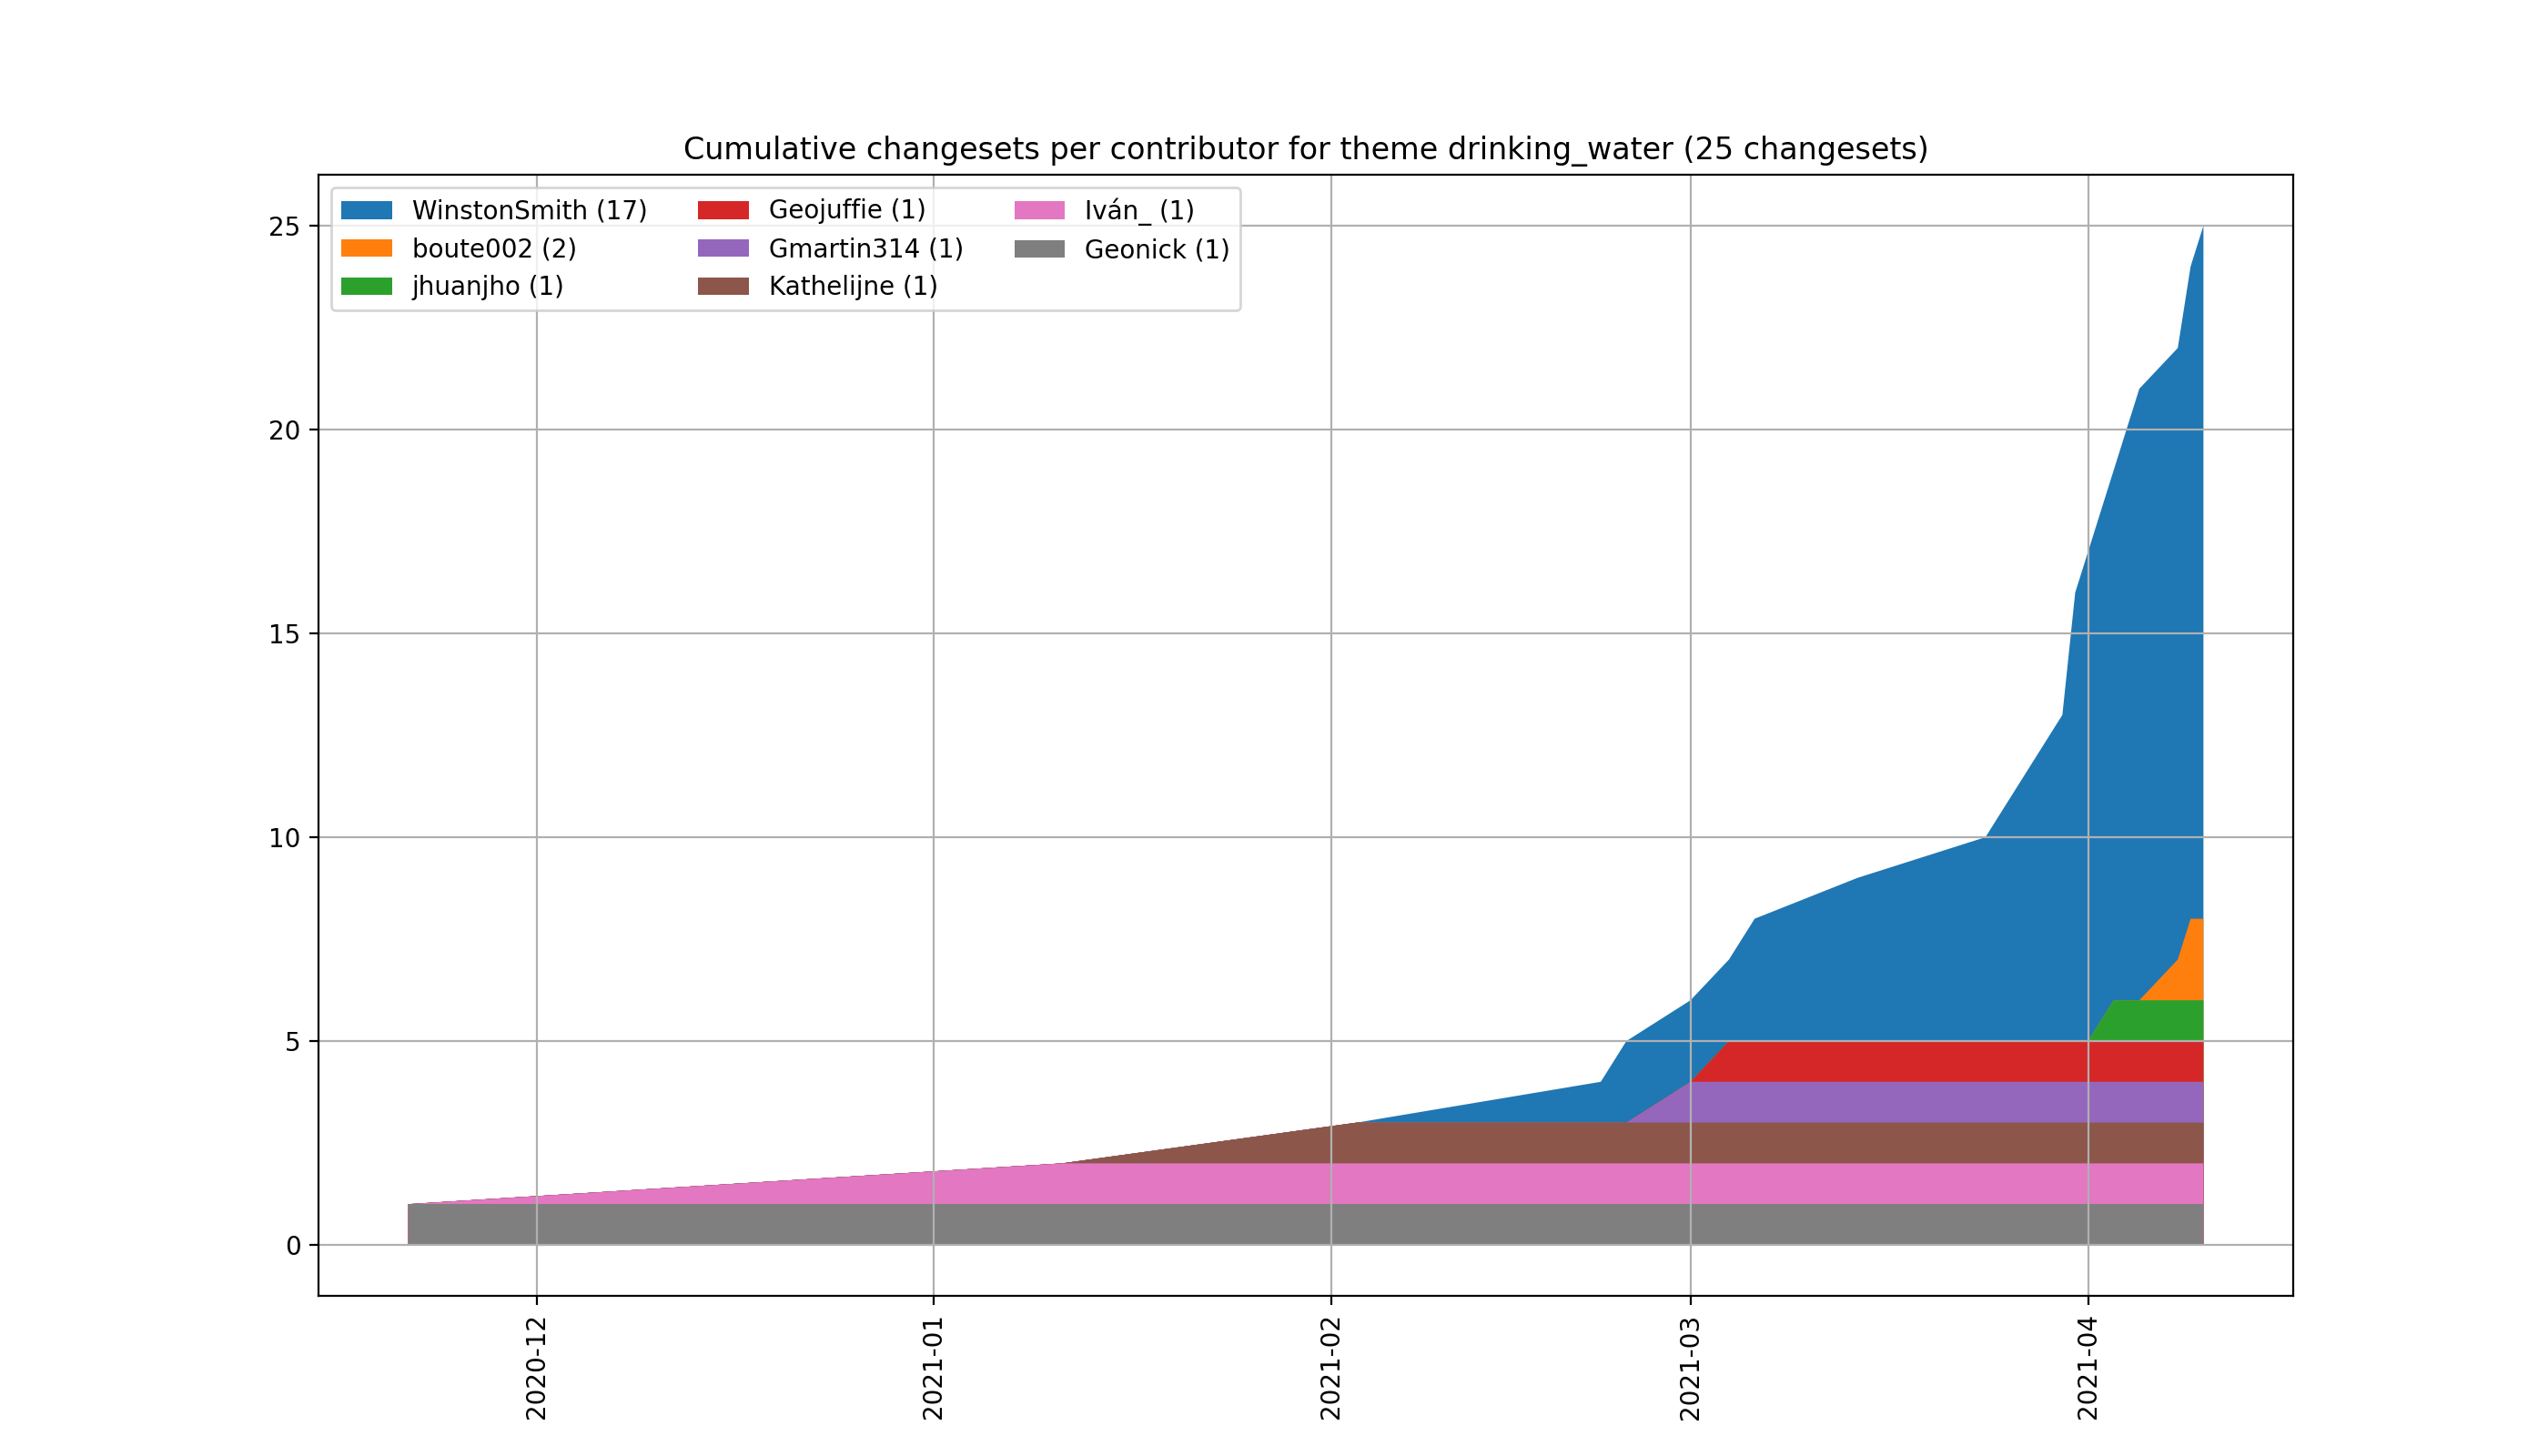 Cumulative changesets per contributor for theme drinking_water (25 changesets)
WinstonSmith (17)
boute002 (2)
jhuanjho (1)
Geojuffie (1)
Gmartin314 (1)
Kathelijne (1)
Iván_ (1)
Geonick (1)
25
20
15
10
5
0
2020-12
2021-01
2021-02
2021-03
2021-04